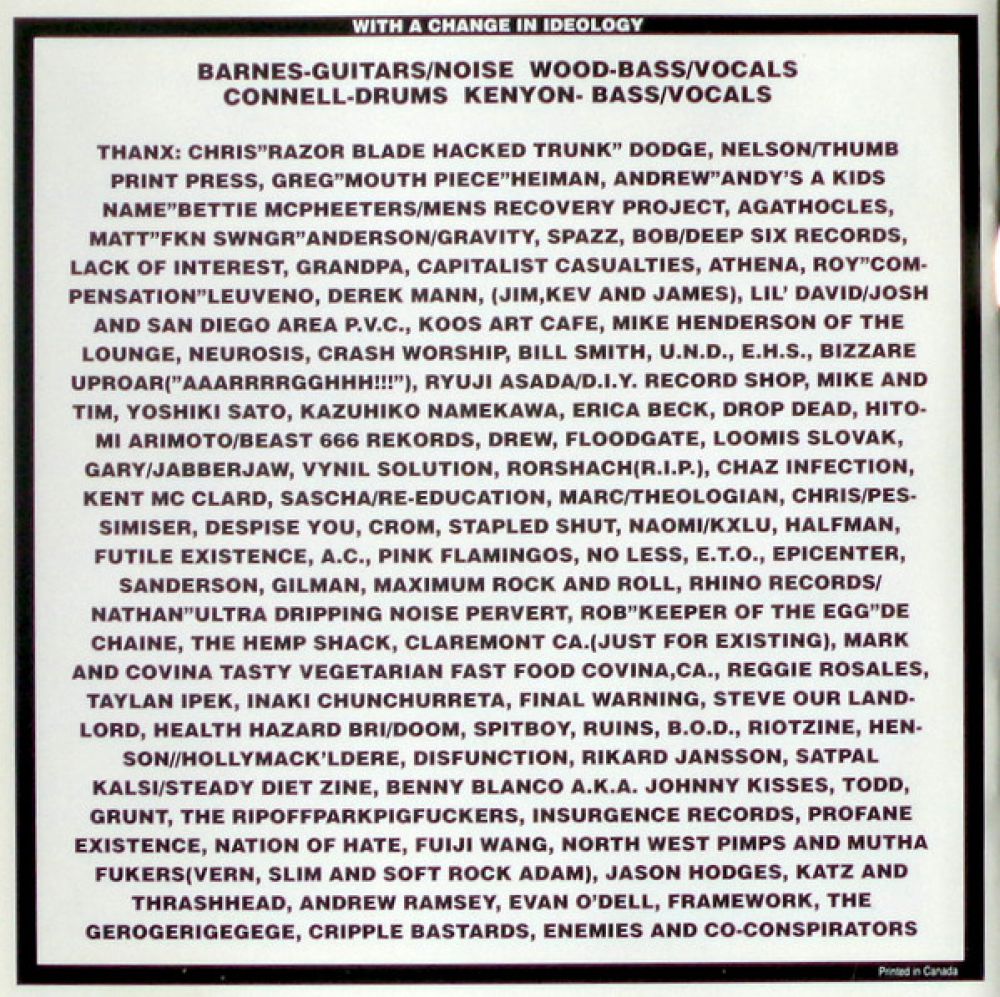 WITH A CHANGE IN IDEOLOGY
BARNES-GUITARS/NOISE WOOD-BASS/VOCALS
CONNELL-DRUMS KENYON- BASS/VOCALS
THANX: CHRIS"RAZOR BLADE HACKED TRUNK" DODGE, NELSON/THUMB
PRINT PRESS, GREG"MOUTH PIECE"HEIMAN, ANDREW"ANDY'S A KIDS
NAME"BETTIE MCPHEETERS/MENS RECOVERY PROJECT, AGATHOCLES,
MATT"FKN SWNGR"ANDERSON/GRAVITY, SPAZZ, BOB/DEEP SIX RECORDS,
LACK OF INTEREST, GRANDPA, CAPITALIST CASUALTIES, ATHENA, ROY"COM-
PENSATION"LEUVENO, DEREK MANN, (JIM,KEV AND JAMES), LIL' DAVID/JOSH
AND SAN DIEGO AREA P.V.C., KOOS ART CAFE, MIKE HENDERSON OF THE
LOUNGE, NEUROSIS, CRASH WORSHIP, BILL SMITH, U.N.D., E.H.S., BIZZARE
UPROAR("AAARRRRGGHHH!!!"), RYUJI ASADA/D.I.Y. RECORD SHOP, MIKE AND
TIM, YOSHIKI SATO, KAZUHIKO NAMEKAWA, ERICA BECK, DROP DEAD, HITO-
MI ARIMOTO/BEAST 666 REKORDS, DREW, FLOODGATE, LOOMIS SLOVAK,
GARY/JABBERJAW, VYNIL SOLUTION, RORSHACH(R.I.P.), CHAZ INFECTION,
KENT MC CLARD, SASCHA/RE-EDUCATION, MARC/THEOLOGIAN, CHRIS/PES-
SIMISER, DESPISE YOU, CROM, STAPLED SHUT, NAOMI/KXLU, HALFMAN,
FUTILE EXISTENCE, A.C., PINK FLAMINGOS, NO LESS, E.T.O., EPICENTER,
SANDERSON, GILMAN, MAXIMUM ROCK AND ROLL, RHINO RECORDS/
NATHAN"ULTRA DRIPPING NOISE PERVERT, ROB"KEEPER OF THE EGG"DE
CHAINE, THE HEMP SHACK, CLAREMONT CA.(JUST FOR EXISTING), MARK
AND COVINA TASTY VEGETARIAN FAST FOOD COVINA,CA., REGGIE ROSALES,
TAYLAN IPEK, INAKI CHUNCHURRETA, FINAL WARNING, STEVE OUR LAND-
LORD, HEALTH HAZARD BRI/DOOM, SPITBOY, RUINS, B.O.D., RIOTZINE, HEN-
SON//HOLLYMACK'LDERE, DISFUNCTION, RIKARD JANSSON, SATPAL
KALSI/STEADY DIET ZINE, BENNY BLANCO A.K.A. JOHNNY KISSES, TODD,
GRUNT, THE RIPOFFPARKPIGFUCKERS, INSURGENCE RECORDS, PROFANE
EXISTENCE, NATION OF HATE, FUIJI WANG, NORTH WEST PIMPS AND MUTHA
FUKERS(VERN, SLIM AND SOFT ROCK ADAM), JASON HODGES, KATZ AND
THRASHHEAD, ANDREW RAMSEY, EVAN O'DELL, FRAMEWORK, THE
GEROGERIGEGEGE, CRIPPLE BASTARDS, ENEMIES AND CO-CONSPIRATORS
Printed in Canada